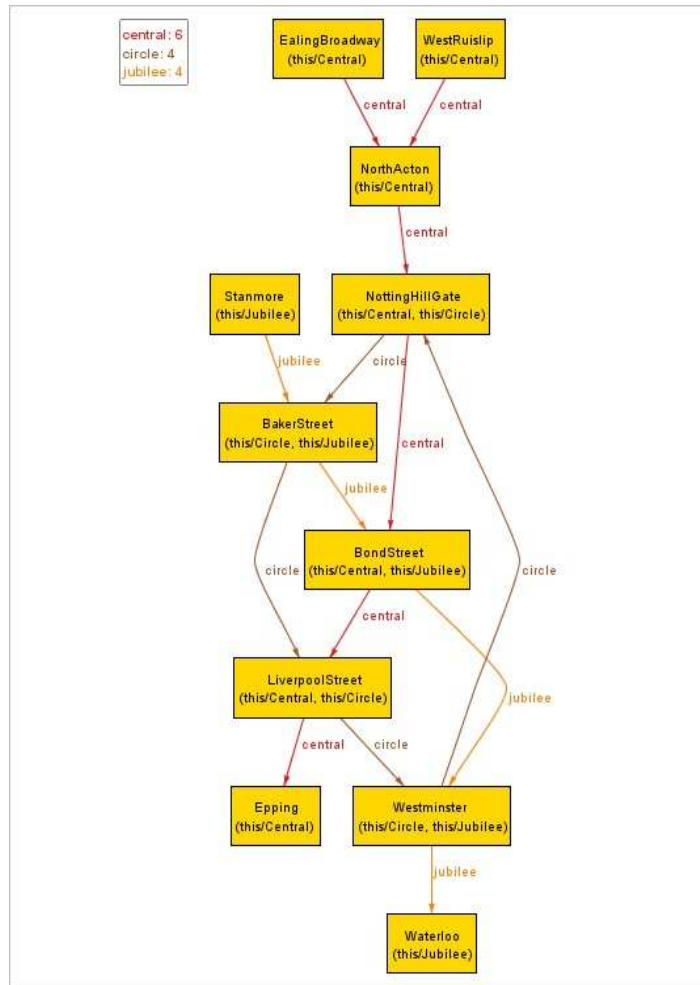 central: 6
circle: 4
jubilee: 4
EalingBroadway
(this/Central)
WestRuislip
(this/Central)
central
central
NorthActon
(this/Central)
central
Stanmore
(this/Jubilee)
NottingHillGate
(this/Central, this/Circle)
jubilee
circle
BakerStreet
(this/Circle, this/Jubilee)
central
jubilee
BondStreet
(this/Central, this/Jubilee)
circle
circle
central
LiverpoolStreet
(this/Central, this/Circle)
jubilee
central
circle
Epping
(this/Central)
Westminster
(this/Circle, this/Jubilee)
jubilee
Waterloo
(this/Jubilee)